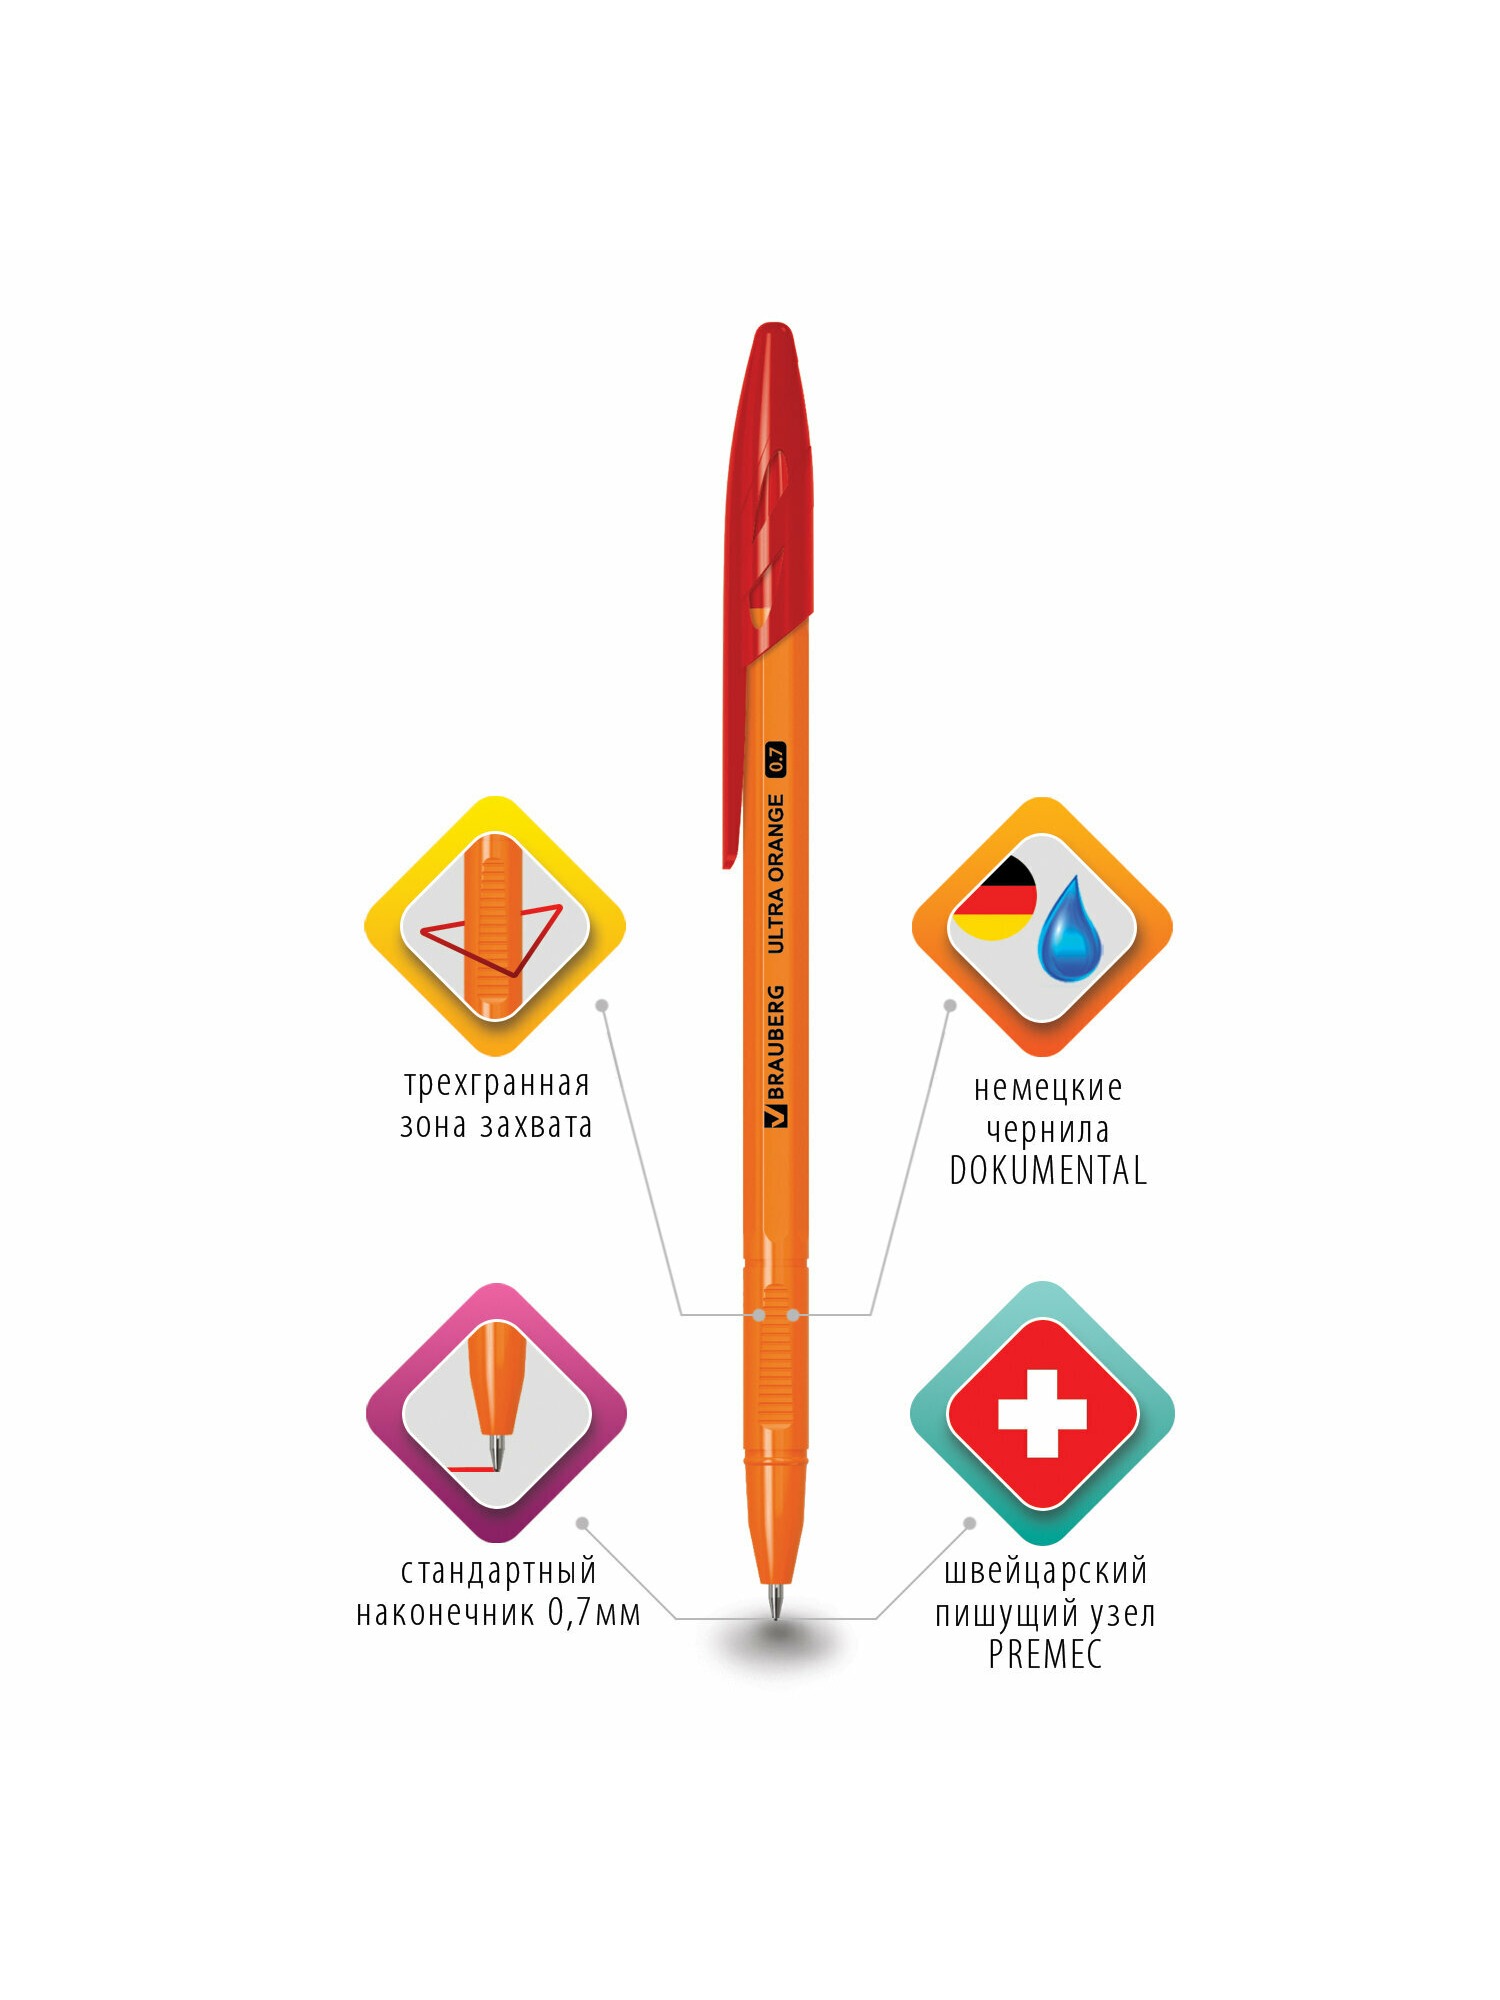 BRAUBERG ULTRA ORANGE 0.7
трехгранная
зона захвата
немецкие
чернила
DOKUMENTAL
стандартный
наконечник 0,7мм
швейцарский
пишущий узел
PREMEC